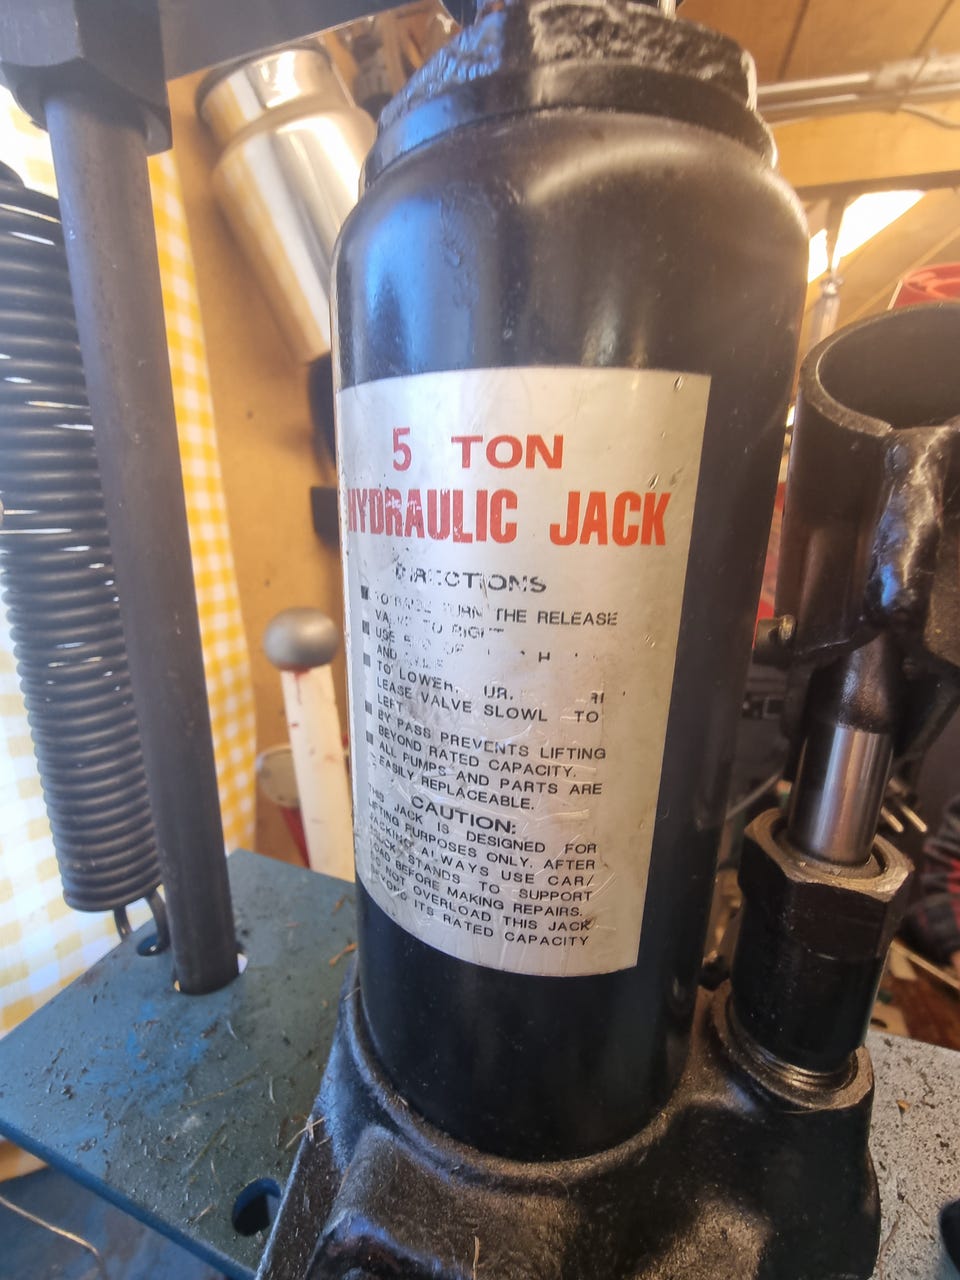 5 TON
HYDRAULIC JACK
DIRECTIONS
TURN THE RELEASE
TO RIGHT
USE
AND
TO LOWER,
LEASE VALVE SLOWL TO
LEFT
BY PASS PREVENTS LIFTING
BEYOND RATED CAPACITY.
ALL PUMPS AND PARTS ARE
EASILY REPLACEABLE.
CAUTION:
THIS JACK IS DESIGNED FOR
LIFTING PURPOSES ONLY. AFTER
JACKING ALWAYS USE CAR/
TRUCK STANDS TO SUPPORT
LOAD BEFORE MAKING REPAIRS.
DO NOT OVERLOAD THIS JACK
BEYOND ITS RATED CAPACITY